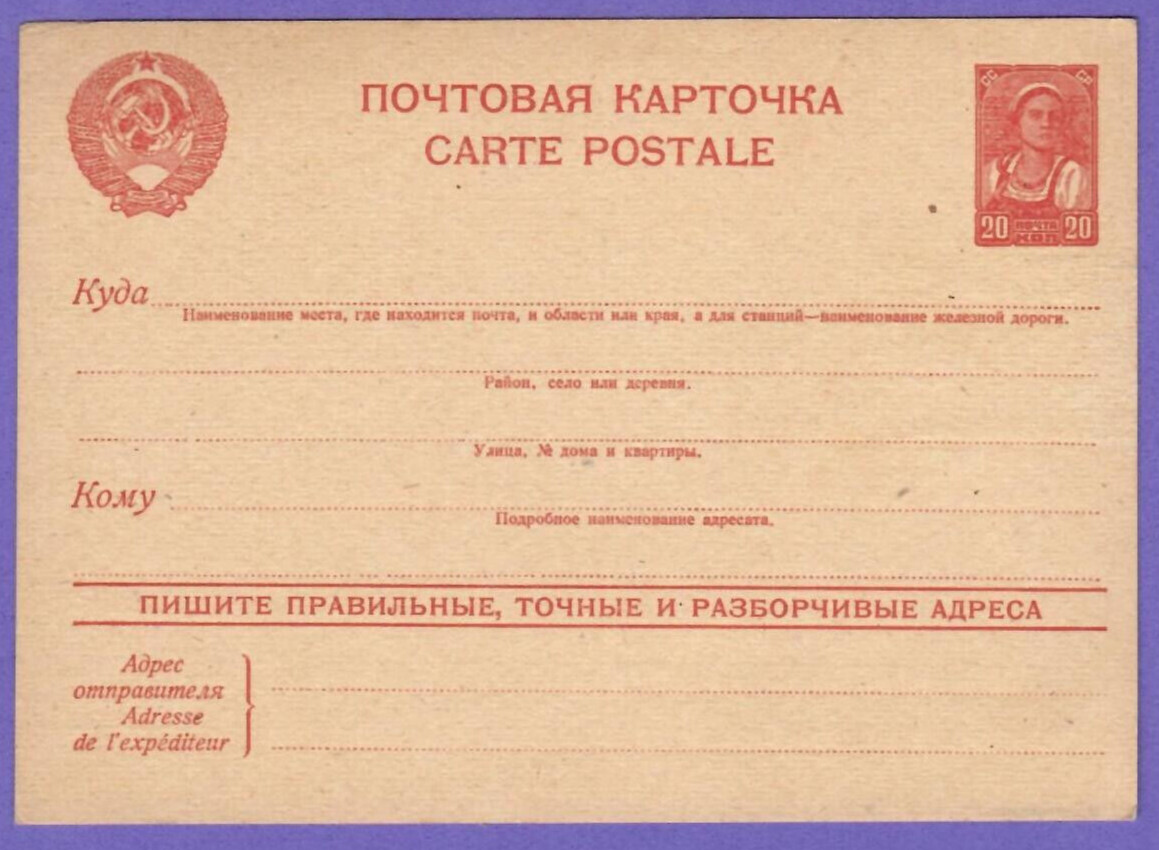 ПОЧТОВАЯ КАРТОЧКА
CARTE POSTALE
СС СР
20 ПОЧТА КОП 20
Куда
Наименование места, где находится почта, и области или края, а для станций—наименование железной дороги.
Район, село или деревня.
Улица, № дома и квартиры.
Кому
Подробное наименование адресата.
ПИШИТЕ ПРАВИЛЬНЫЕ, ТОЧНЫЕ И РАЗБОРЧИВЫЕ АДРЕСА
Адрес
отправителя
Adresse
de l'expéditeur